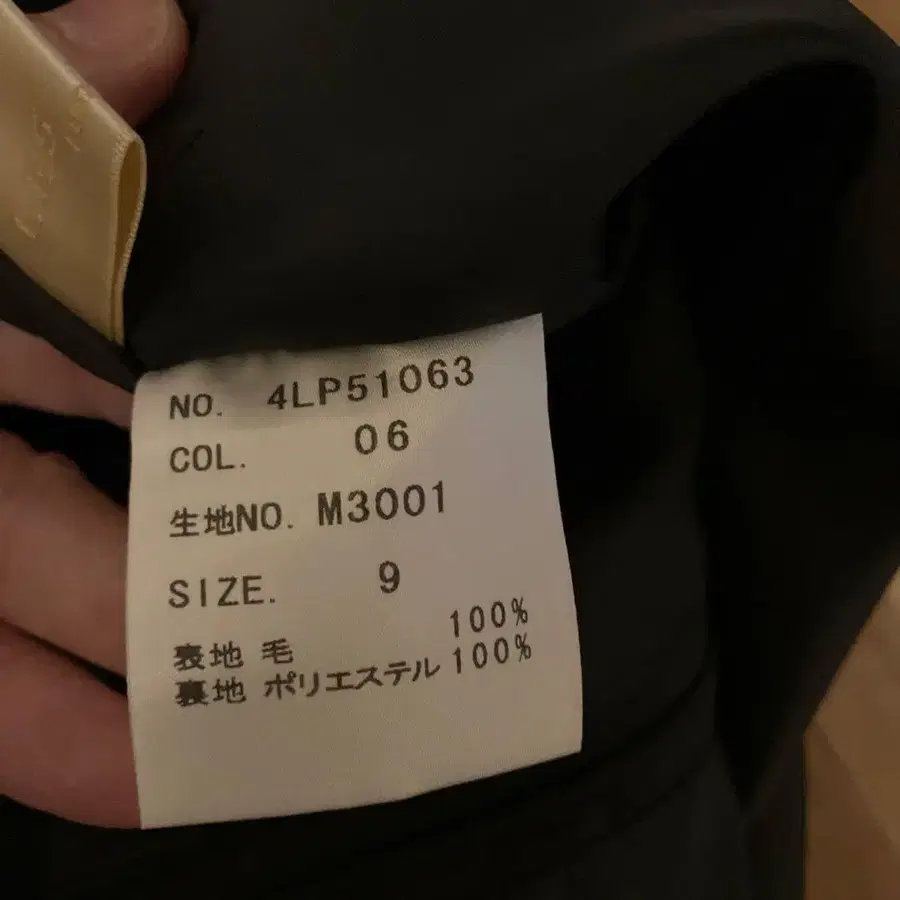 NO. 4LP51063
COL. 06
生地NO. M3001
SIZE. 9
表地 毛 100%
裏地 ポリエステル 100%